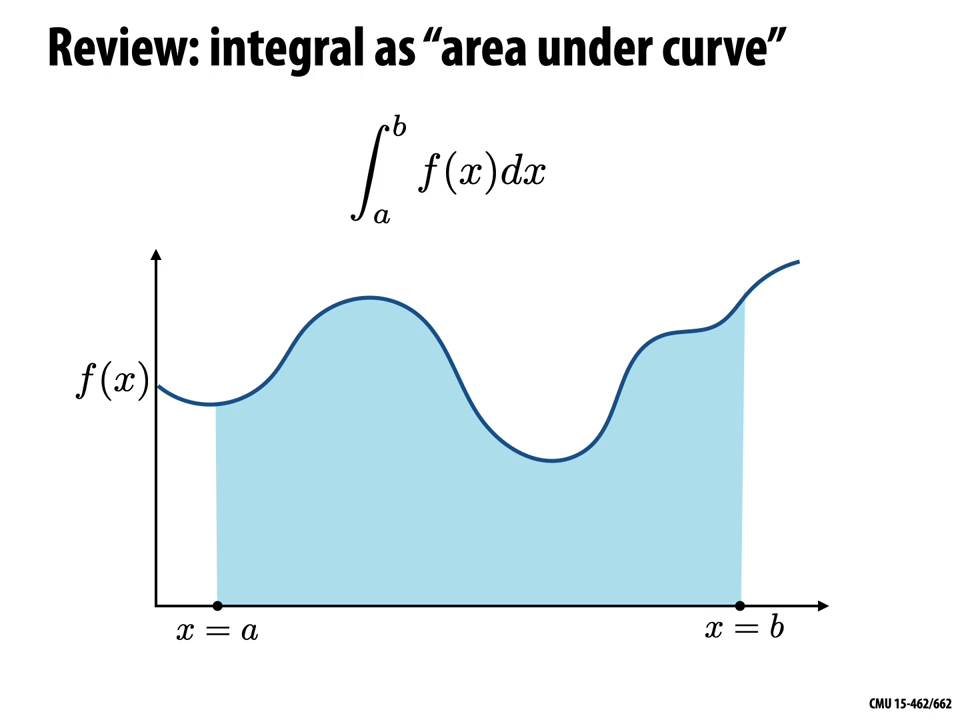 Review: integral as “area under curve”
∫_a^b f(x)dx
f(x)
x = a
x = b
CMU 15-462/662